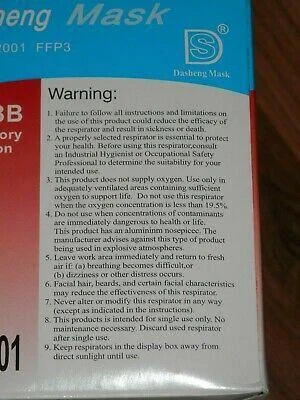 heng Mask
2001 FFP3
DS®
Dasheng Mask
3B
ory
on
01
Warning:
1. Failure to follow all instructions and limitations on
the use of this product could reduce the efficacy of
the respirator and result in sickness or death.
2. A properly selected respirator is essential to protect
your health. Before using this respirator,consult
an Industrial Hygienist or Occupational Safety
Professional to determine the suitability for your
intended use.
3. This product does not supply oxygen. Use only in
adequately ventilated areas containing sufficient
oxygen to support life. Do not use this respirator
when the oxygen concentration is less than 19.5%.
4. Do not use when concentrations of contaminants
are immediately dangerous to health or life.
This product has an alumininm nosepicec. The
manufacturer advises against this type of product
being used in explosive atmospheres.
5. Leave work area immediately and return to fresh
air if: (a) breathing becomes difficult,or
(b) dizziness or other distress occurs.
6. Facial hair, beards, and certain facial characteristics
may reduce the effectiveness of this respirator.
7. Never alter or modify this respirator in any way
(except as indicated in the instructions).
8. This products is intended for single use only. No
maintenance necessary. Discard used respirator
after single use.
9. Keep respirators in the display box away from
direct sunlight until use.